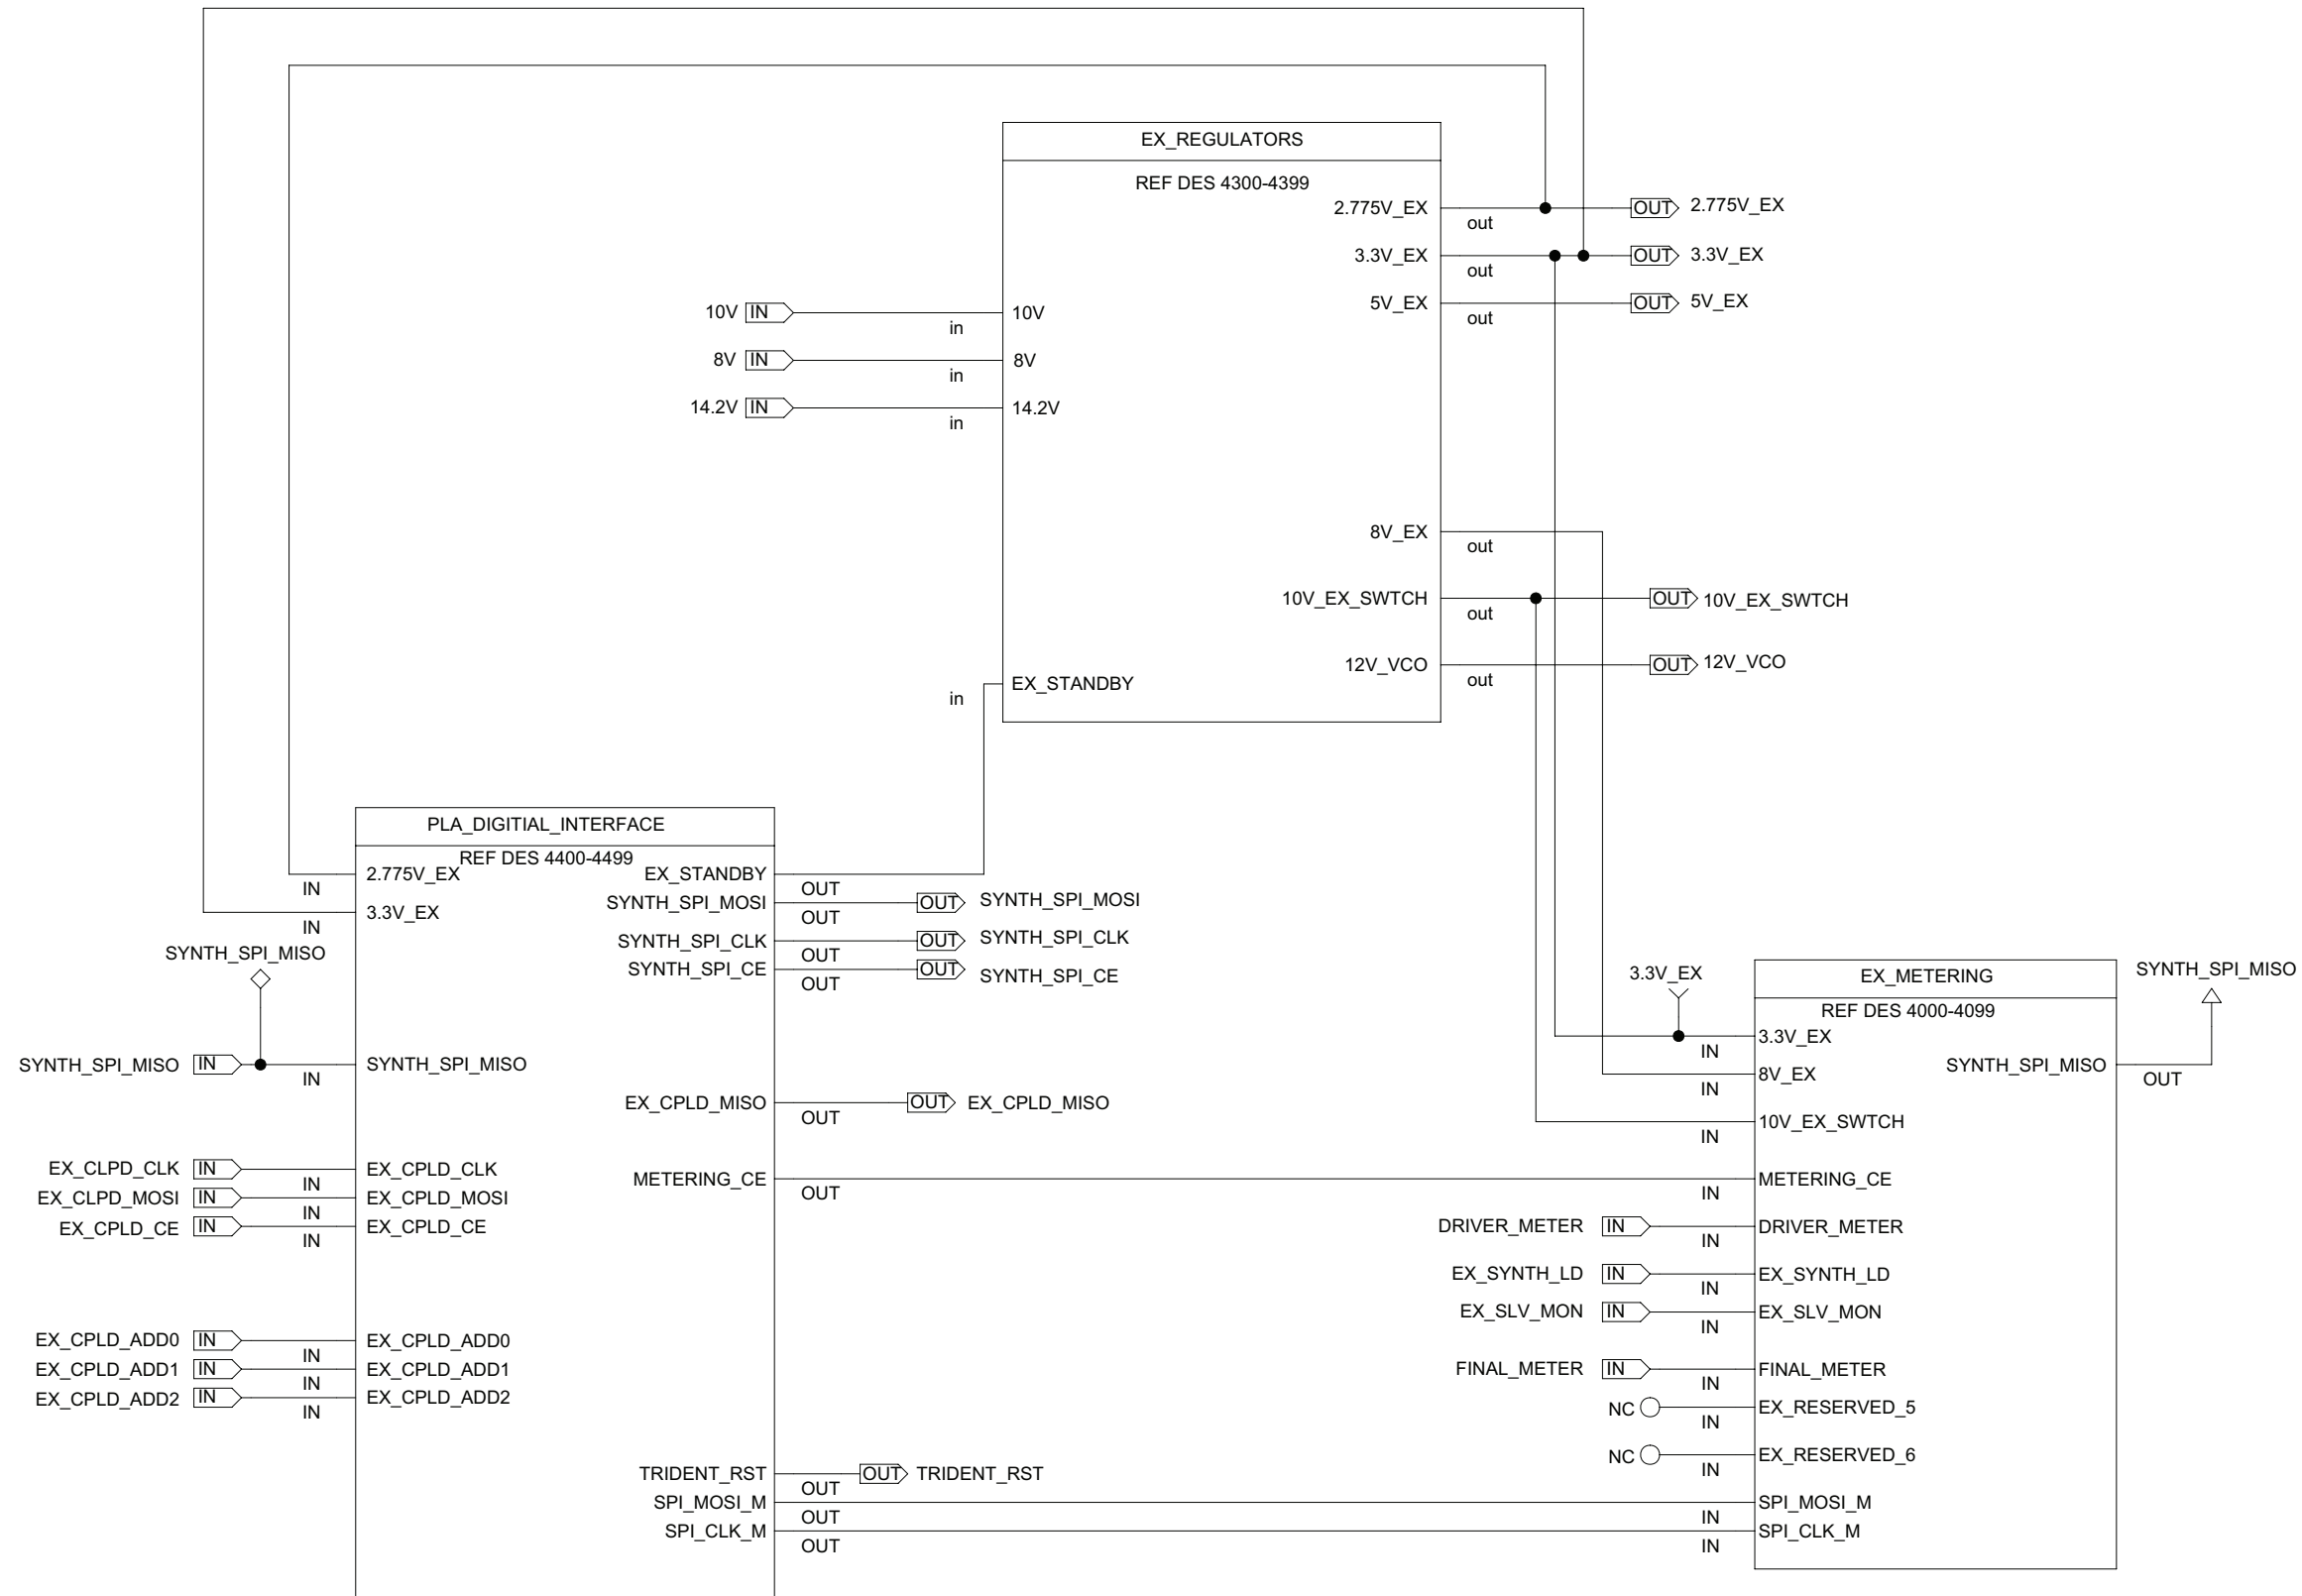 EX_REGULATORS
REF DES 4300-4399
2.775V_EX
out
OUT
2.775V_EX
3.3V_EX
out
OUT
3.3V_EX
5V_EX
out
OUT
5V_EX
10V
IN
in
10V
8V
IN
in
8V
14.2V
IN
in
14.2V
8V_EX
out
10V_EX_SWTCH
out
OUT
10V_EX_SWTCH
12V_VCO
out
OUT
12V_VCO
in
EX_STANDBY
PLA_DIGITIAL_INTERFACE
REF DES 4400-4499
IN
2.775V_EX
IN
3.3V_EX
SYNTH_SPI_MISO
SYNTH_SPI_MISO
IN
IN
SYNTH_SPI_MISO
EX_CLPD_CLK
IN
IN
EX_CPLD_CLK
EX_CLPD_MOSI
IN
IN
EX_CPLD_MOSI
EX_CPLD_CE
IN
IN
EX_CPLD_CE
EX_CPLD_ADD0
IN
IN
EX_CPLD_ADD0
EX_CPLD_ADD1
IN
IN
EX_CPLD_ADD1
EX_CPLD_ADD2
IN
IN
EX_CPLD_ADD2
EX_STANDBY
OUT
SYNTH_SPI_MOSI
OUT
OUT
SYNTH_SPI_MOSI
SYNTH_SPI_CLK
OUT
OUT
SYNTH_SPI_CLK
SYNTH_SPI_CE
OUT
OUT
SYNTH_SPI_CE
EX_CPLD_MISO
OUT
OUT
EX_CPLD_MISO
METERING_CE
OUT
TRIDENT_RST
OUT
OUT
TRIDENT_RST
SPI_MOSI_M
OUT
SPI_CLK_M
OUT
EX_METERING
REF DES 4000-4099
3.3V_EX
IN
3.3V_EX
IN
8V_EX
IN
10V_EX_SWTCH
IN
METERING_CE
DRIVER_METER
IN
IN
DRIVER_METER
EX_SYNTH_LD
IN
IN
EX_SYNTH_LD
EX_SLV_MON
IN
IN
EX_SLV_MON
FINAL_METER
IN
IN
FINAL_METER
NC
IN
EX_RESERVED_5
NC
IN
EX_RESERVED_6
IN
SPI_MOSI_M
IN
SPI_CLK_M
SYNTH_SPI_MISO
OUT
SYNTH_SPI_MISO